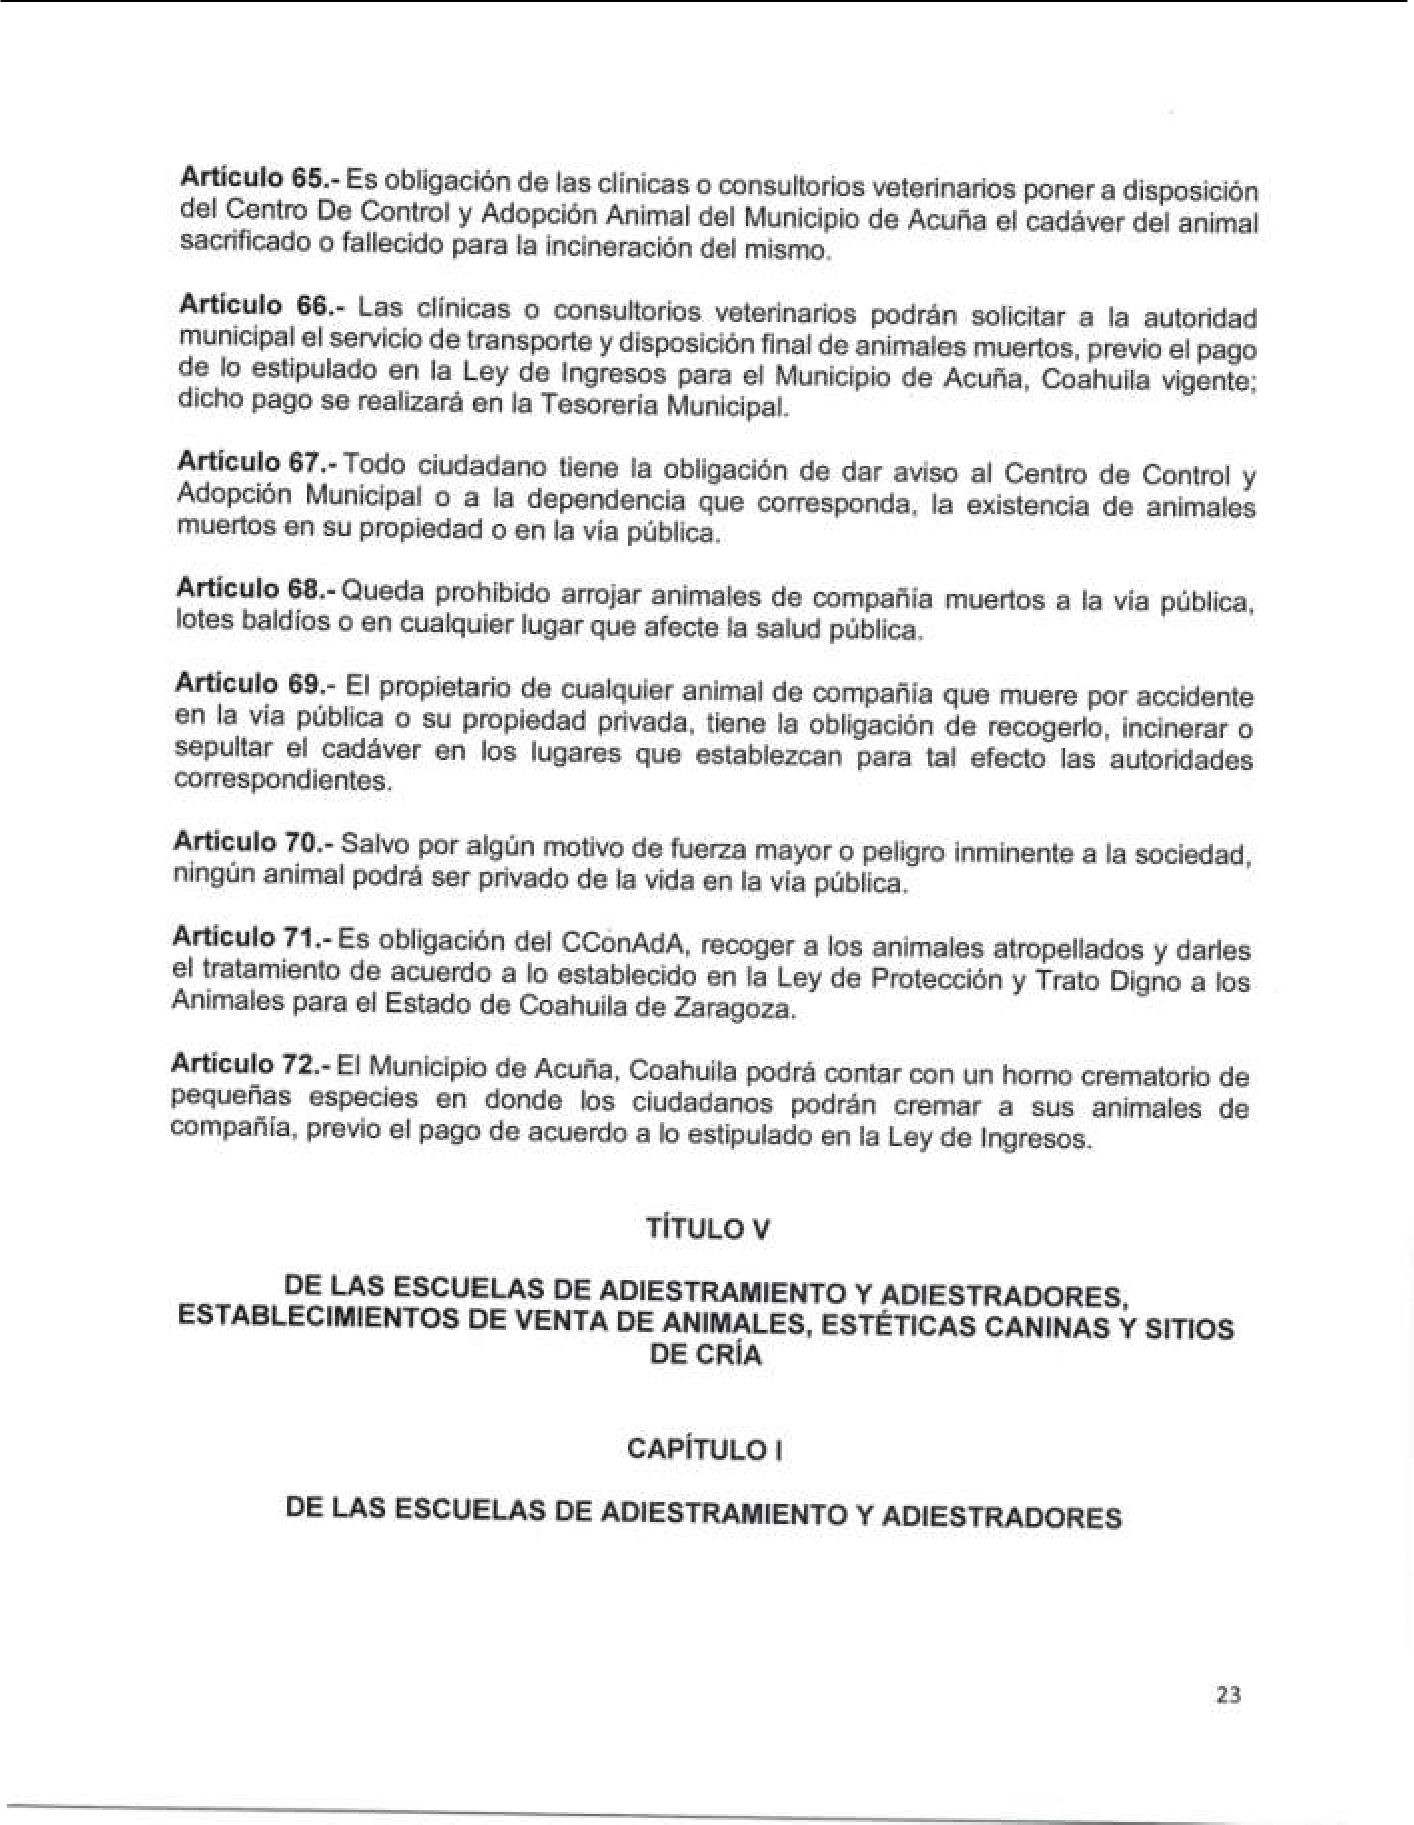 Artículo 65.- Es obligación de las clínicas o consultorios veterinarios poner a disposición
del Centro De Control y Adopción Animal del Municipio de Acuña el cadáver del animal
sacrificado o fallecido para la incineración del mismo.
Artículo 66.- Las clínicas o consultorios veterinarios podrán solicitar a la autoridad
municipal el servicio de transporte y disposición final de animales muertos, previo el pago
de lo estipulado en la Ley de Ingresos para el Municipio de Acuña, Coahuila vigente;
dicho pago se realizará en la Tesorería Municipal.
Artículo 67.- Todo ciudadano tiene la obligación de dar aviso al Centro de Control y
Adopción Municipal o a la dependencia que corresponda, la existencia de animales
muertos en su propiedad o en la vía pública.
Artículo 68.- Queda prohibido arrojar animales de compañía muertos a la vía pública,
lotes baldíos o en cualquier lugar que afecte la salud pública.
Artículo 69.- El propietario de cualquier animal de compañía que muere por accidente
en la vía pública o su propiedad privada, tiene la obligación de recogerlo, incinerar o
sepultar el cadáver en los lugares que establezcan para tal efecto las autoridades
correspondientes.
Artículo 70.- Salvo por algún motivo de fuerza mayor o peligro inminente a la sociedad,
ningún animal podrá ser privado de la vida en la vía pública.
Artículo 71.- Es obligación del CConAdA, recoger a los animales atropellados y darles
el tratamiento de acuerdo a lo establecido en la Ley de Protección y Trato Digno a los
Animales para el Estado de Coahuila de Zaragoza.
Artículo 72.- El Municipio de Acuña, Coahuila podrá contar con un horno crematorio de
pequeñas especies en donde los ciudadanos podrán cremar a sus animales de
compañía, previo el pago de acuerdo a lo estipulado en la Ley de Ingresos.
TÍTULO V
DE LAS ESCUELAS DE ADIESTRAMIENTO Y ADIESTRADORES,
ESTABLECIMIENTOS DE VENTA DE ANIMALES, ESTÉTICAS CANINAS Y SITIOS
DE CRÍA
CAPÍTULO I
DE LAS ESCUELAS DE ADIESTRAMIENTO Y ADIESTRADORES
23